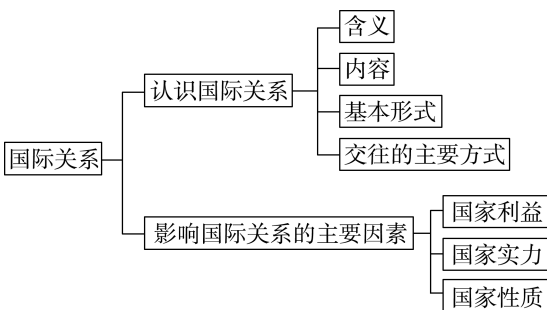 国际关系
认识国际关系
含义
内容
基本形式
交往的主要方式
影响国际关系的主要因素
国家利益
国家实力
国家性质